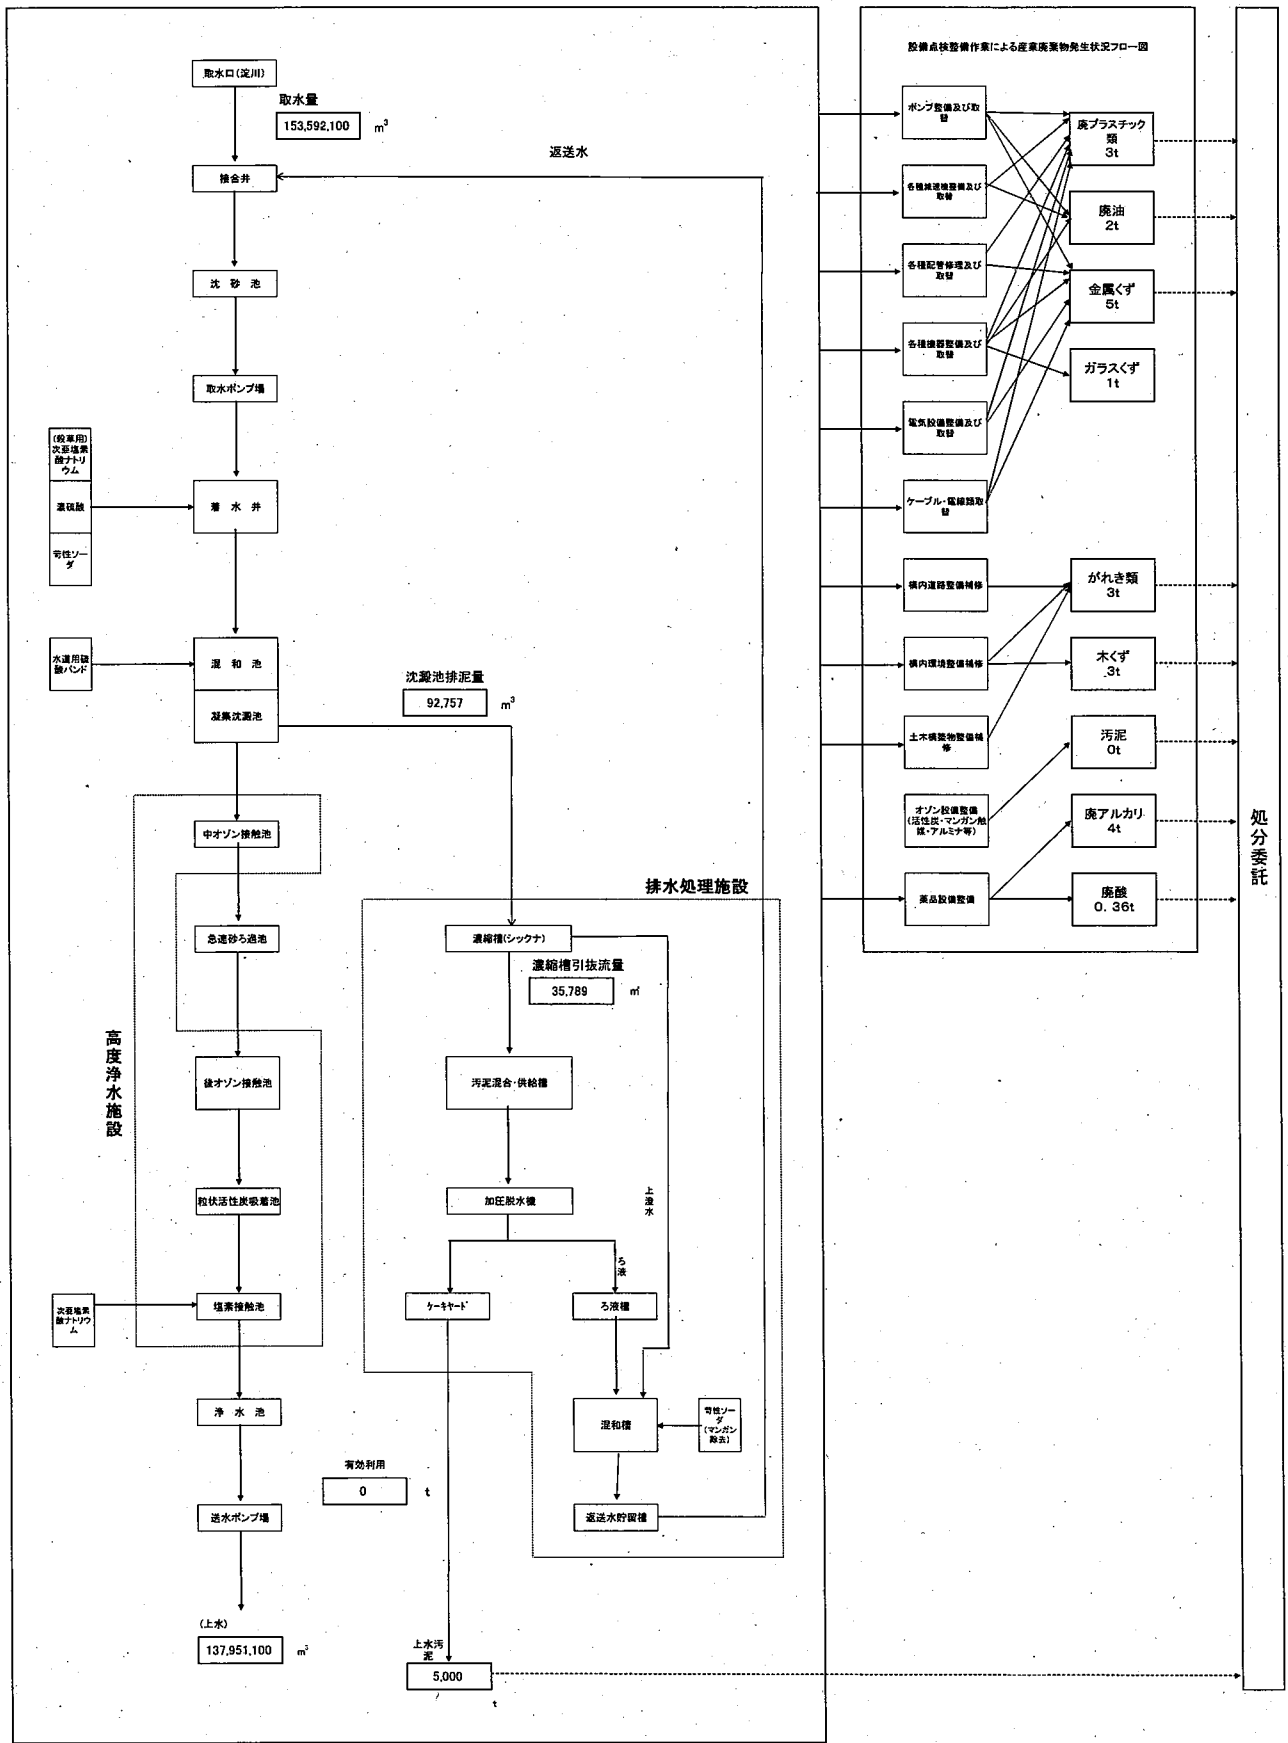 取水口(淀川)
取水量
153,592,100 m³
返送水
接合井
沈 砂 池
取水ポンプ場
(殺草用)
次亜塩素
酸ナトリ
ウム
濃硫酸
苛性ソー
ダ
着 水 井
水道用硫
酸バンド
混 和 池
凝集沈澱池
沈澱池排泥量
92,757 m³
高度浄水施設
中オゾン接触池
急速砂ろ過池
後オゾン接触池
粒状活性炭吸着池
次亜塩素
酸ナトリウ
ム
塩素接触池
浄 水 池
送水ポンプ場
(上水)
137,951,100 m³
排水処理施設
濃縮槽(シックナ)
濃縮槽引抜流量
35,789 ㎥
汚泥混合・供給槽
加圧脱水機
上澄水
ろ液
ケーキヤード
ろ液槽
混和槽
苛性ソー
ダ
(マンガン
除去)
返送水貯留槽
有効利用
0 t
上水汚
泥
5,000
t
設備点検整備作業による産業廃棄物発生状況フロー図
ポンプ整備及び取
替
各種減速機整備及び
取替
各種配管修理及び
取替
各種機器整備及び
取替
電気設備整備及び
取替
ケーブル・電線類取
替
構内道路整備補修
構内環境整備補修
土木構築物整備補
修
オゾン設備整備
(活性炭・マンガン触
媒・アルミナ等)
薬品設備整備
廃プラスチック
類
3t
廃油
2t
金属くず
5t
ガラスくず
1t
がれき類
3t
木くず
3t
汚泥
0t
廃アルカリ
4t
廃酸
0. 36t
処分委託